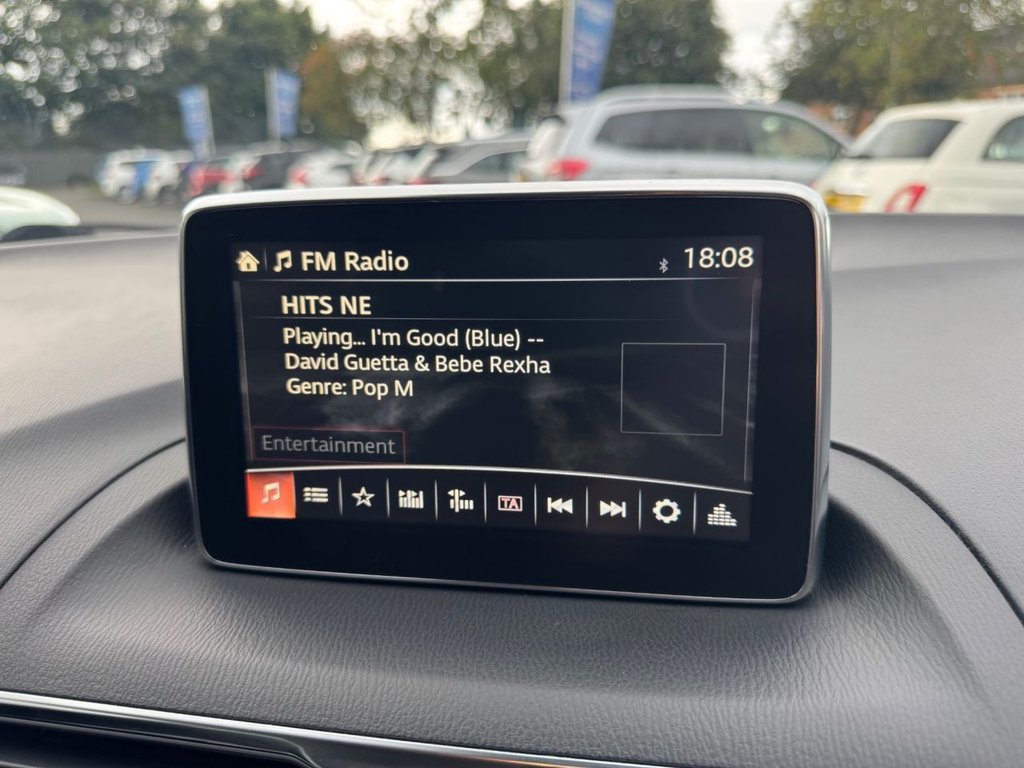 FM Radio
18:08
HITS NE
Playing... I'm Good (Blue) --
David Guetta & Bebe Rexha
Genre: Pop M
Entertainment
TA